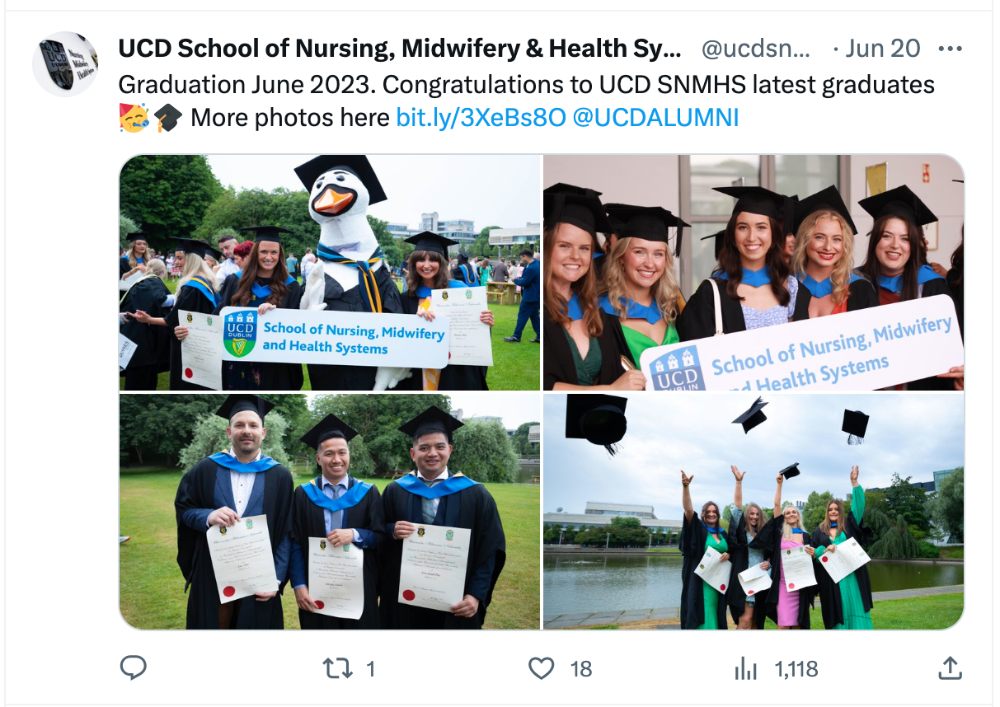 UCD School of Nursing, Midwifery & Health Sy... @ucdsn... · Jun 20 ...
Graduation June 2023. Congratulations to UCD SNMHS latest graduates
🥳🎓 More photos here bit.ly/3XeBs8O @UCDALUMNI
UCD
DUBLIN
School of Nursing, Midwifery
and Health Systems
UCD
DUBLIN
School of Nursing, Midwifery
nd Health Systems
1 18 1,118